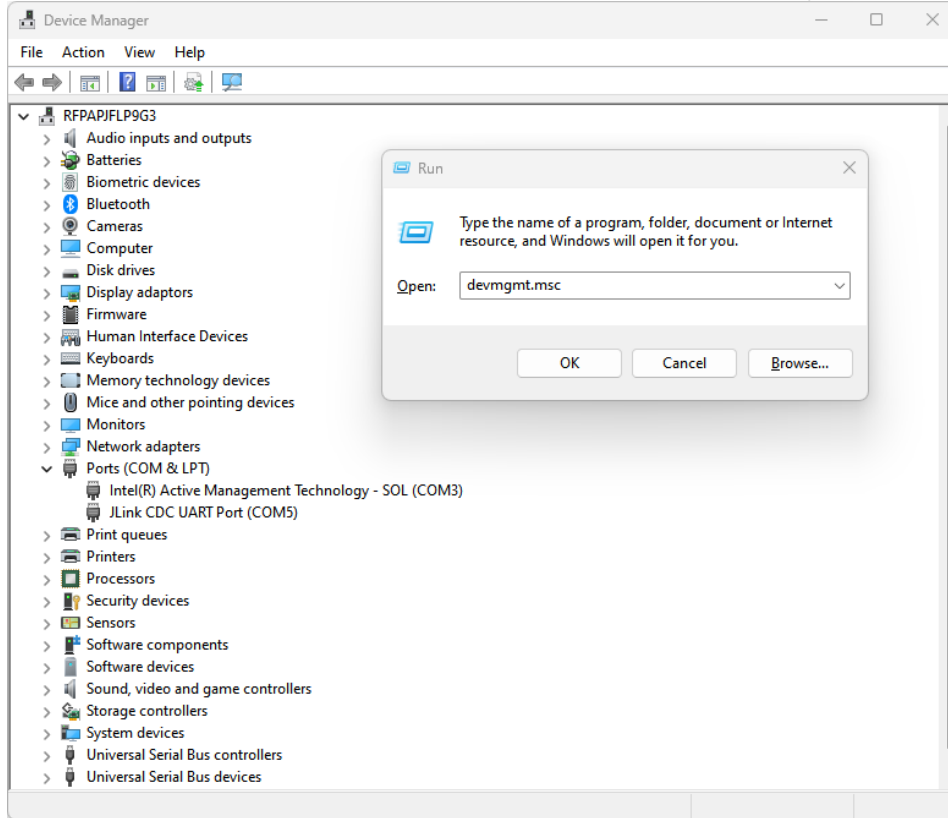 Device Manager
File Action View Help
RFPAPJFLP9G3
Audio inputs and outputs
Batteries
Biometric devices
Bluetooth
Cameras
Computer
Disk drives
Display adaptors
Firmware
Human Interface Devices
Keyboards
Memory technology devices
Mice and other pointing devices
Monitors
Network adapters
Ports (COM & LPT)
Intel(R) Active Management Technology - SOL (COM3)
JLink CDC UART Port (COM5)
Print queues
Printers
Processors
Security devices
Sensors
Software components
Software devices
Sound, video and game controllers
Storage controllers
System devices
Universal Serial Bus controllers
Universal Serial Bus devices
Run
Type the name of a program, folder, document or Internet
resource, and Windows will open it for you.
Open: devmgmt.msc
OK Cancel Browse...